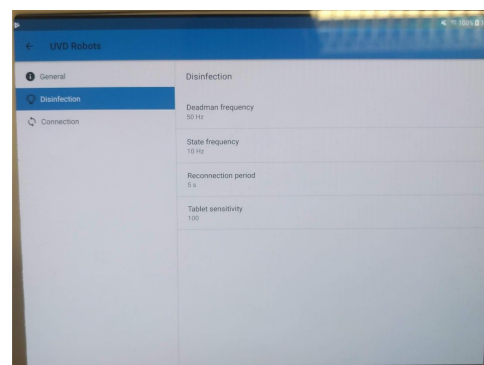 100%
UVD Robots
General
Disinfection
Connection
Disinfection
Deadman frequency
50 Hz
State frequency
10 Hz
Reconnection period
5 s
Tablet sensitivity
100